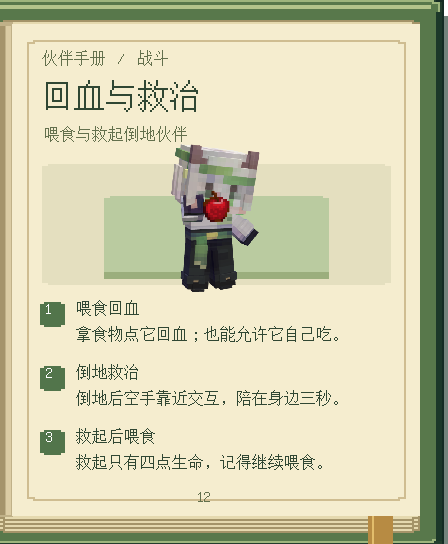 伙伴手册 / 战斗
回血与救治
喂食与救起倒地伙伴
1 喂食回血
拿食物点它回血；也能允许它自己吃。
2 倒地救治
倒地后空手靠近交互，陪在身边三秒。
3 救起后喂食
救起只有四点生命，记得继续喂食。
12